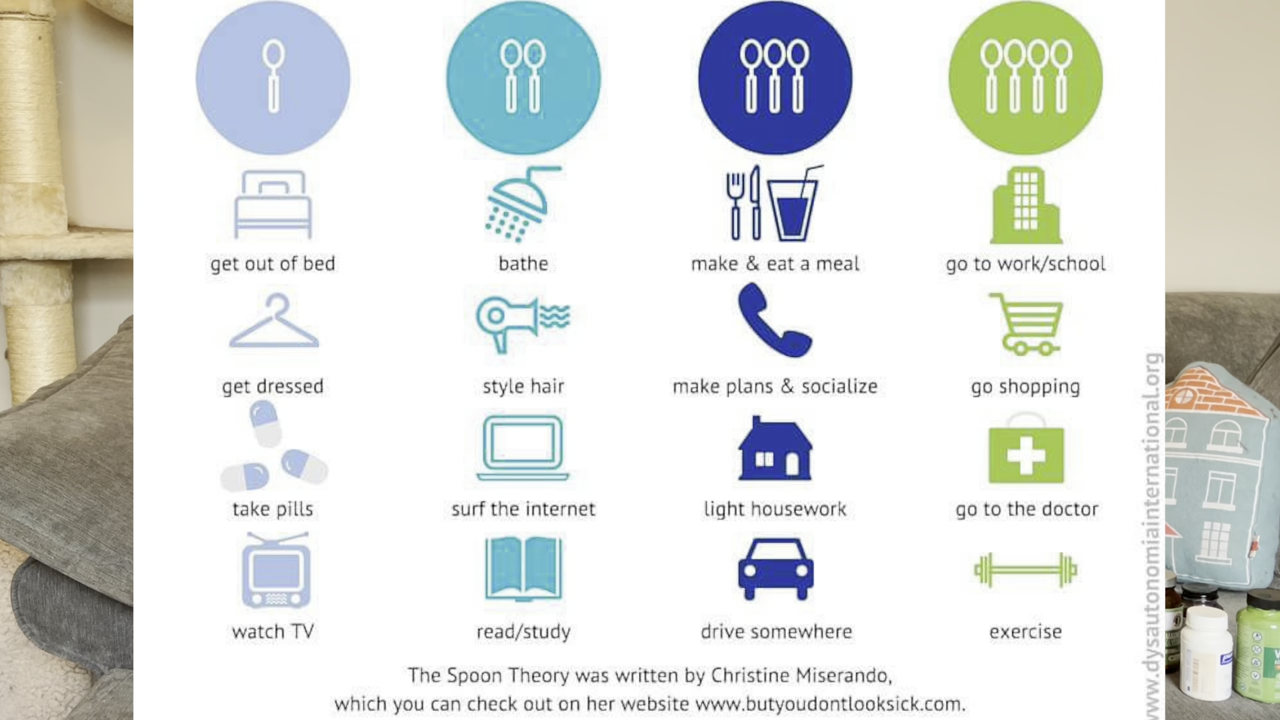 get out of bed
bathe
make & eat a meal
go to work/school
get dressed
style hair
make plans & socialize
go shopping
take pills
surf the internet
light housework
go to the doctor
watch TV
read/study
drive somewhere
exercise
The Spoon Theory was written by Christine Miserando,
which you can check out on her website www.butyoudontlooksick.com.
www.dysautonomiainternational.org